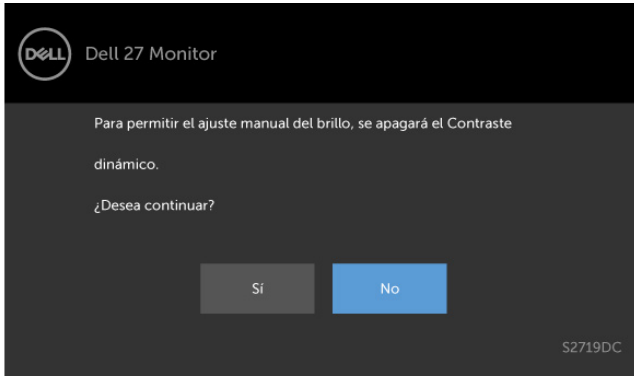 DELL
Dell 27 Monitor
Para permitir el ajuste manual del brillo, se apagará el Contraste
dinámico.
¿Desea continuar?
Sí
No
S2719DC